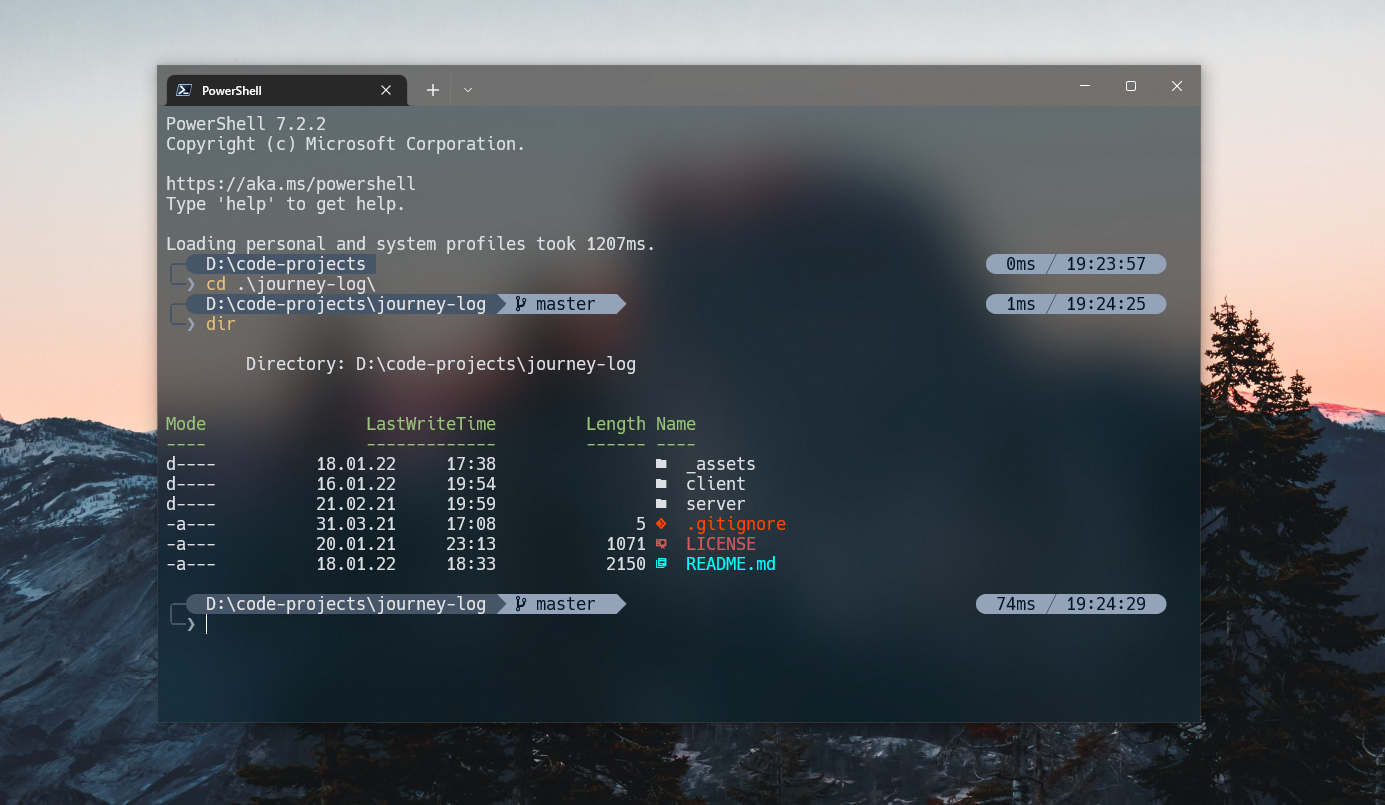 PowerShell
PowerShell 7.2.2
Copyright (c) Microsoft Corporation.
https://aka.ms/powershell
Type 'help' to get help.
Loading personal and system profiles took 1207ms.
D:\code-projects 0ms / 19:23:57
❯ cd .\journey-log\
D:\code-projects\journey-log master 1ms / 19:24:25
❯ dir
Directory: D:\code-projects\journey-log
Mode LastWriteTime Length Name
---- ------------- ------ ----
d---- 18.01.22 17:38 _assets
d---- 16.01.22 19:54 client
d---- 21.02.21 19:59 server
-a--- 31.03.21 17:08 5 .gitignore
-a--- 20.01.21 23:13 1071 LICENSE
-a--- 18.01.22 18:33 2150 README.md
D:\code-projects\journey-log master 74ms / 19:24:29
❯